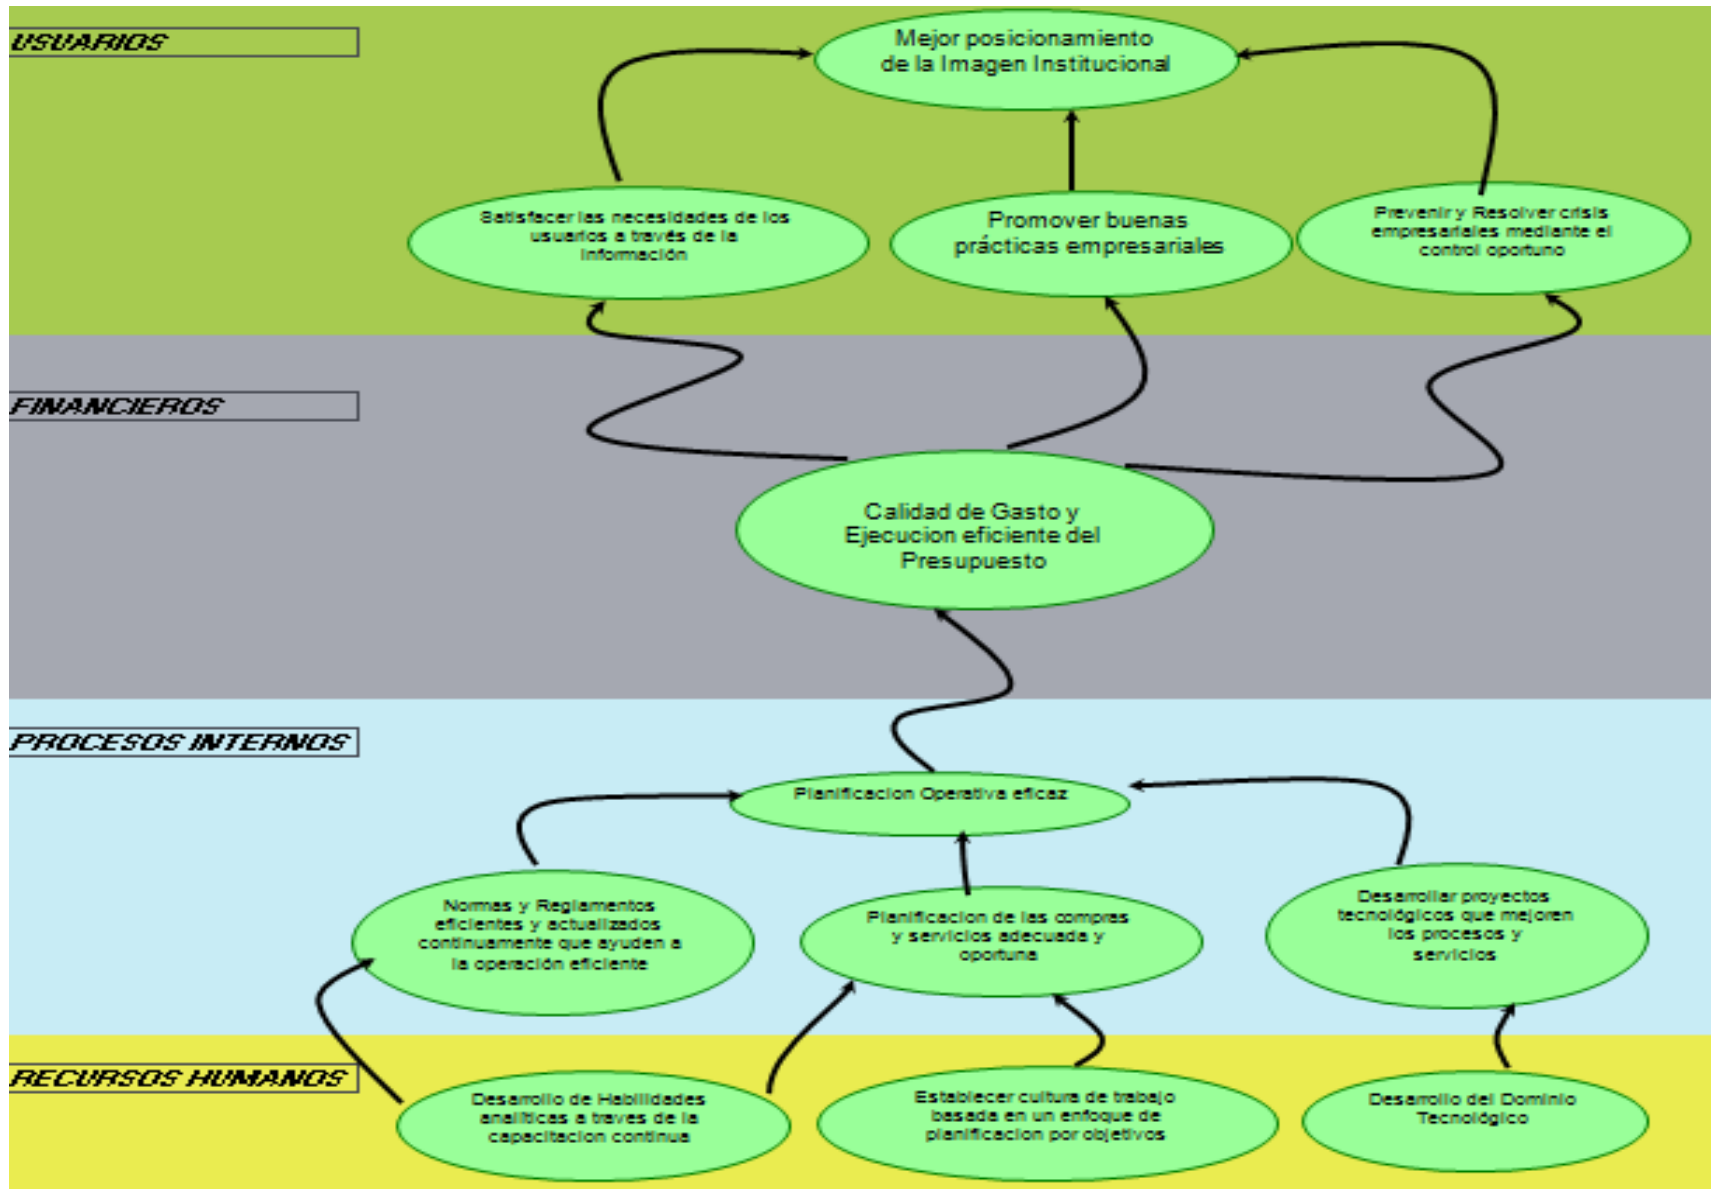 USUARIOS
Mejor posicionamiento
de la Imagen Institucional
Satisfacer las necesidades de los
usuarios a través de la
Información
Promover buenas
prácticas empresariales
Prevenir y Resolver crisis
empresariales mediante el
control oportuno
FINANCIEROS
Calidad de Gasto y
Ejecucion eficiente del
Presupuesto
PROCESOS INTERNOS
Planificacion Operativa eficaz
Normas y Reglamentos
eficientes y actualizados
continuamente que ayuden a
la operación eficiente
Planificacion de las compras
y servicios adecuada y
oportuna
Desarrollar proyectos
tecnológicos que mejoren
los procesos y
servicios
RECURSOS HUMANOS
Desarrollo de Habilidades
analíticas a traves de la
capacitacion continua
Establecer cultura de trabajo
basada en un enfoque de
planificacion por objetivos
Desarrollo del Dominio
Tecnológico